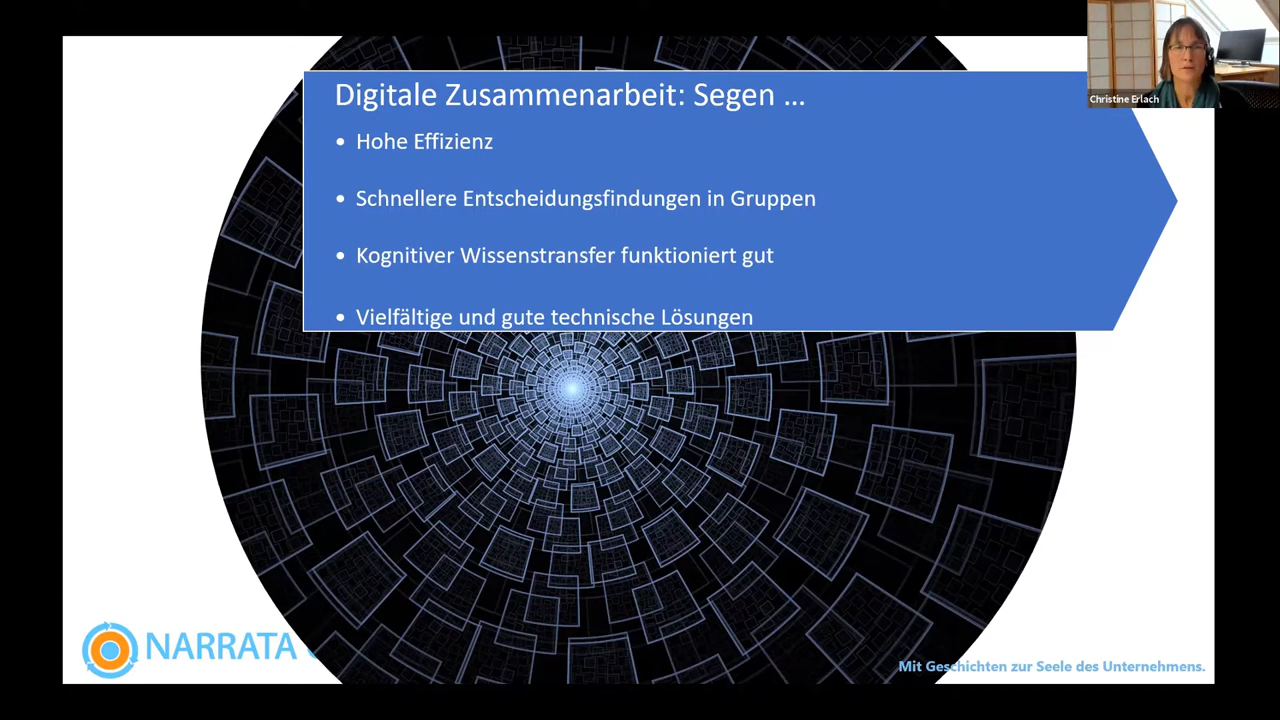 Digitale Zusammenarbeit: Segen ...
• Hohe Effizienz
• Schnellere Entscheidungsfindungen in Gruppen
• Kognitiver Wissenstransfer funktioniert gut
• Vielfältige und gute technische Lösungen
Christine Erlach
NARRATA
Mit Geschichten zur Seele des Unternehmens.